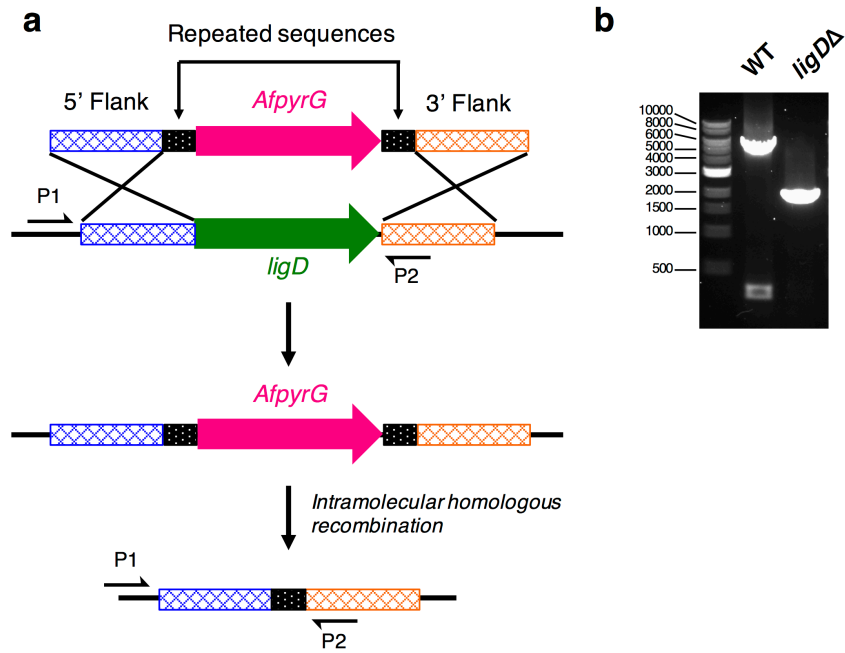 a
Repeated sequences
5’ Flank
AfpyrG
3’ Flank
P1
ligD
P2
AfpyrG
Intramolecular homologous
recombination
P1
P2
b
WT
ligDΔ
10000
8000
6000
5000
4000
3000
2000
1500
1000
500